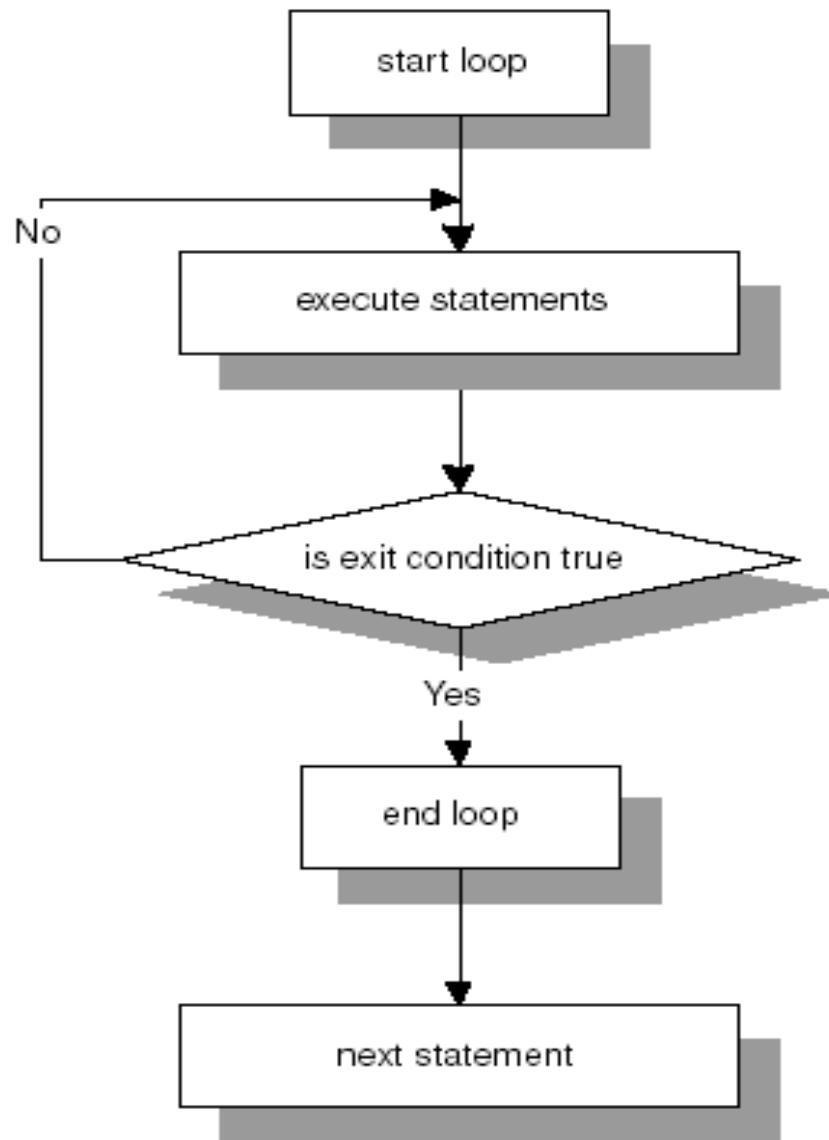 start loop
No
execute statements
is exit condition true
Yes
end loop
next statement